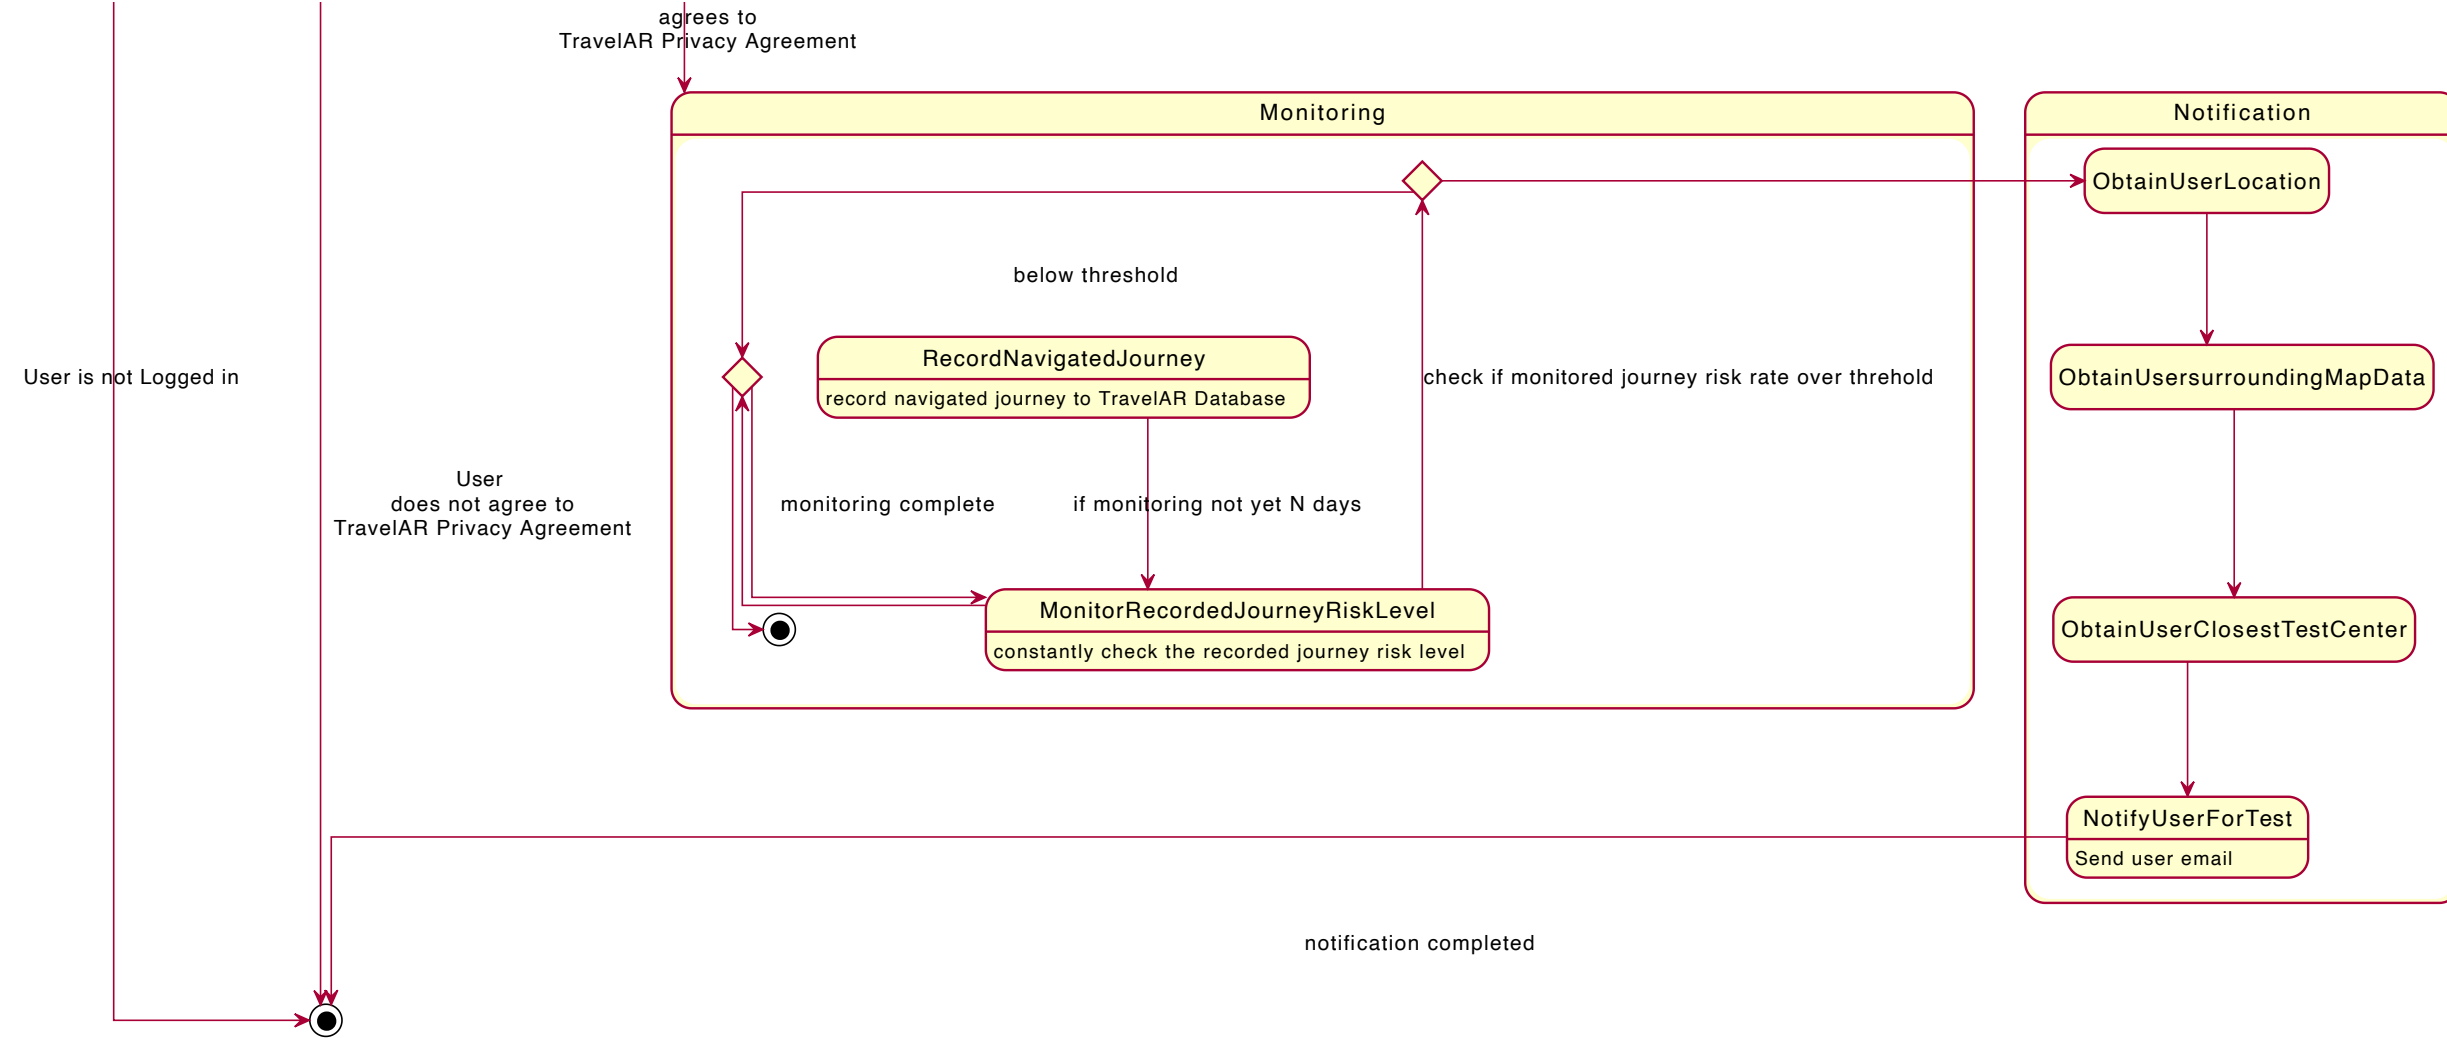 agrees to
TravelAR Privacy Agreement
Monitoring
Notification
ObtainUserLocation
below threshold
RecordNavigatedJourney
record navigated journey to TravelAR Database
User is not Logged in
check if monitored journey risk rate over threhold
ObtainUsersurroundingMapData
User
does not agree to
TravelAR Privacy Agreement
monitoring complete
if monitoring not yet N days
MonitorRecordedJourneyRiskLevel
constantly check the recorded journey risk level
ObtainUserClosestTestCenter
NotifyUserForTest
Send user email
notification completed